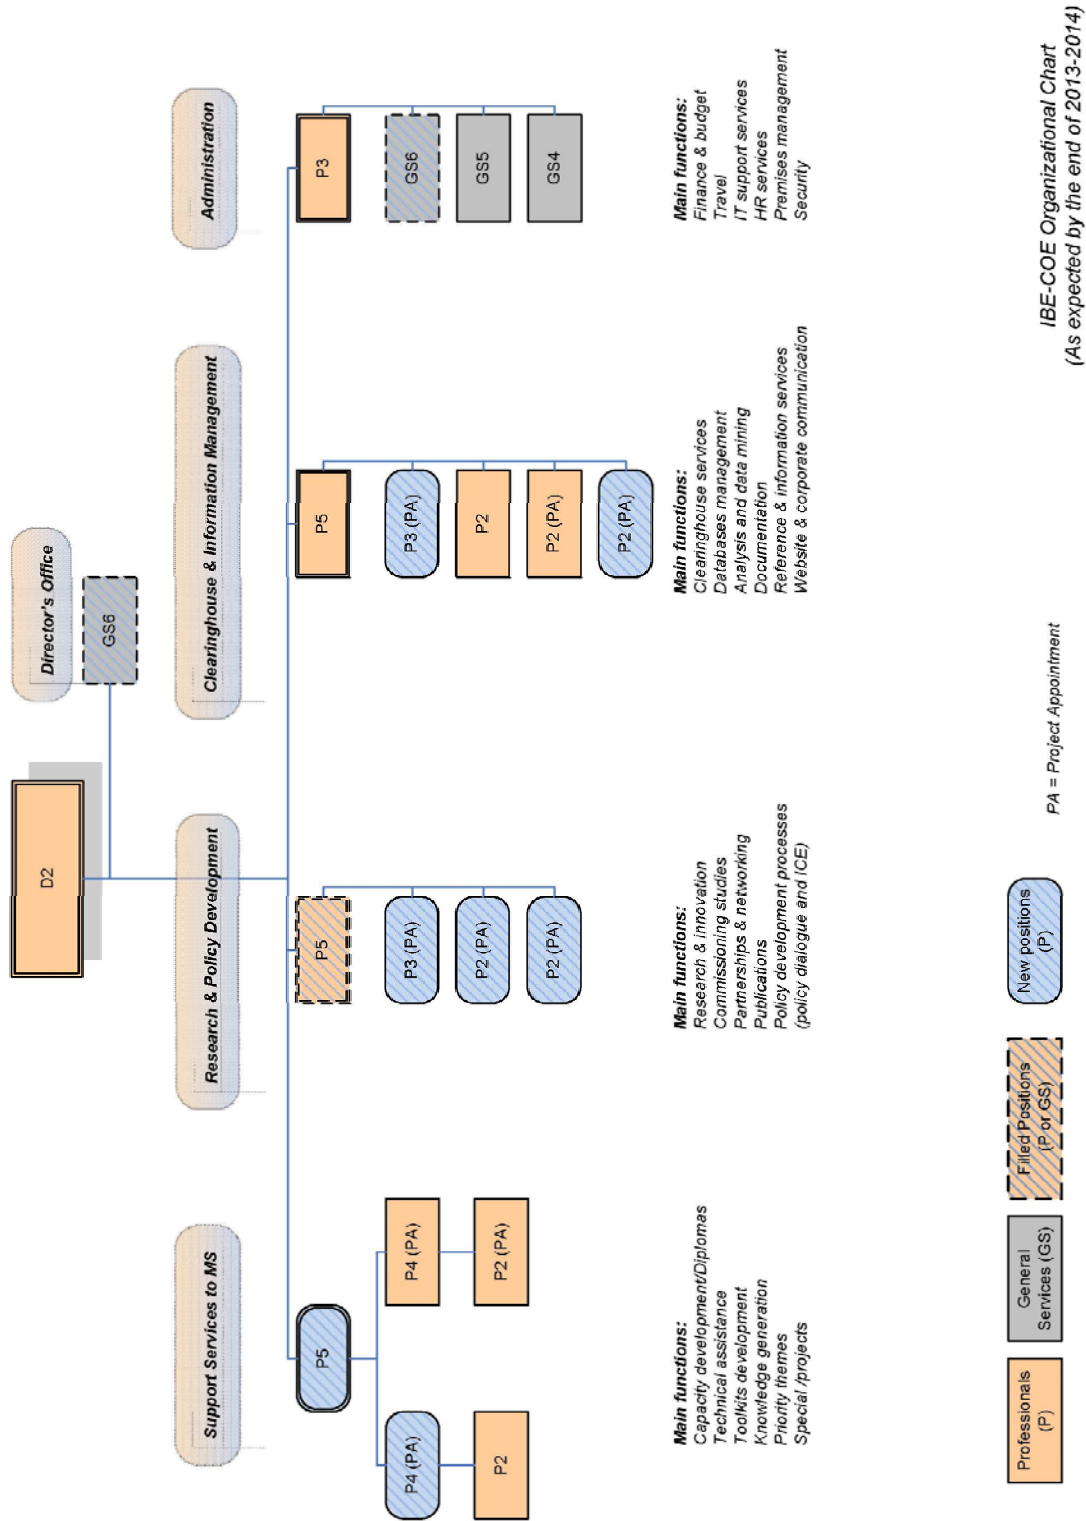 D2
Director's Office
GS6
Support Services to MS
Research & Policy Development
Clearinghouse & Information Management
Administration
P5
P4 (PA)
P2
P4 (PA)
P2 (PA)
P5
P3 (PA)
P2 (PA)
P2 (PA)
P5
P3 (PA)
P2
P2 (PA)
P2 (PA)
P3
GS6
GS5
GS4
Main functions:
Capacity development/Diplomas
Technical assistance
Toolkits development
Knowledge generation
Priority themes
Special /projects
Main functions:
Research & innovation
Commissioning studies
Partnerships & networking
Publications
Policy development processes
(policy dialogue and ICE)
Main functions:
Clearinghouse services
Databases management
Analysis and data mining
Documentation
Reference & information services
Website & corporate communication
Main functions:
Finance & budget
Travel
IT support services
HR services
Premises management
Security
Professionals
(P)
General
Services (GS)
Filled Positions
(P or GS)
New positions
(P)
PA = Project Appointment
IBE-COE Organizational Chart
(As expected by the end of 2013-2014)